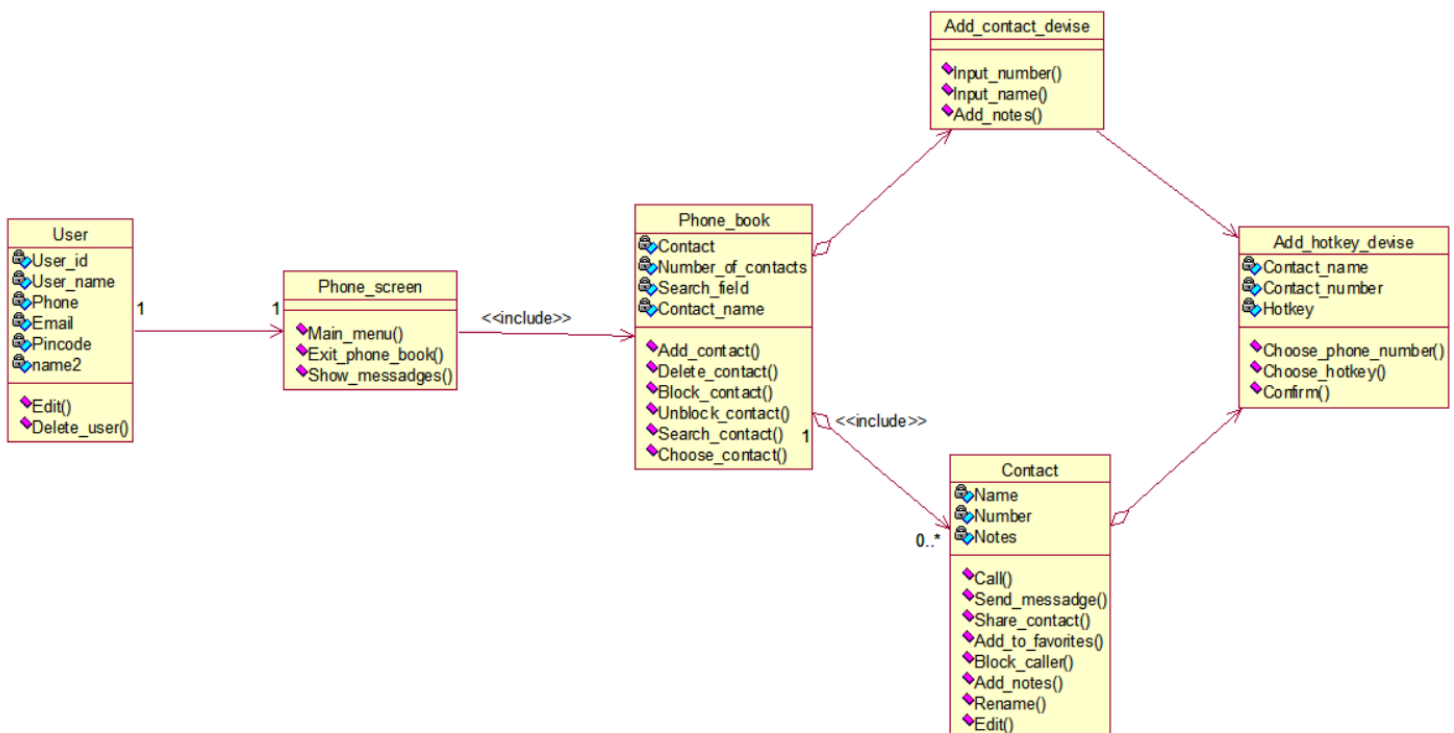 User
User_id
User_name
Phone
Email
Pincode
name2
Edit()
Delete_user()
1
1
Phone_screen
Main_menu()
Exit_phone_book()
Show_messadges()
<<include>>
Phone_book
Contact
Number_of_contacts
Search_field
Contact_name
Add_contact()
Delete_contact()
Block_contact()
Unblock_contact()
Search_contact()
Choose_contact()
1
<<include>>
0..*
Add_contact_devise
Input_number()
Input_name()
Add_notes()
Contact
Name
Number
Notes
Call()
Send_messadge()
Share_contact()
Add_to_favorites()
Block_caller()
Add_notes()
Rename()
Edit()
Add_hotkey_devise
Contact_name
Contact_number
Hotkey
Choose_phone_number()
Choose_hotkey()
Confirm()